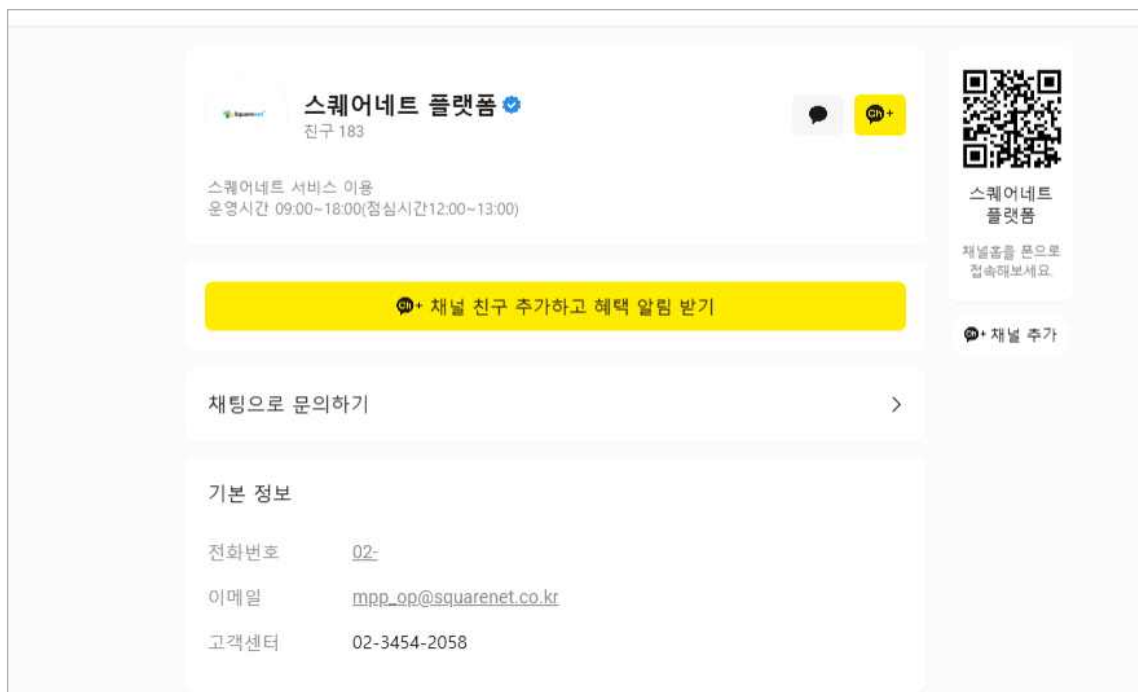 Squarenet
스퀘어네트 플랫폼
친구 183
Ch+
스퀘어네트 서비스 이용
운영시간 09:00~18:00(점심시간12:00~13:00)
Ch+ 채널 친구 추가하고 혜택 알림 받기
채팅으로 문의하기
기본 정보
전화번호 02-
이메일 mpp_op@squarenet.co.kr
고객센터 02-3454-2058
스퀘어네트
플랫폼
채널홈을 폰으로
접속해보세요.
Ch+ 채널 추가